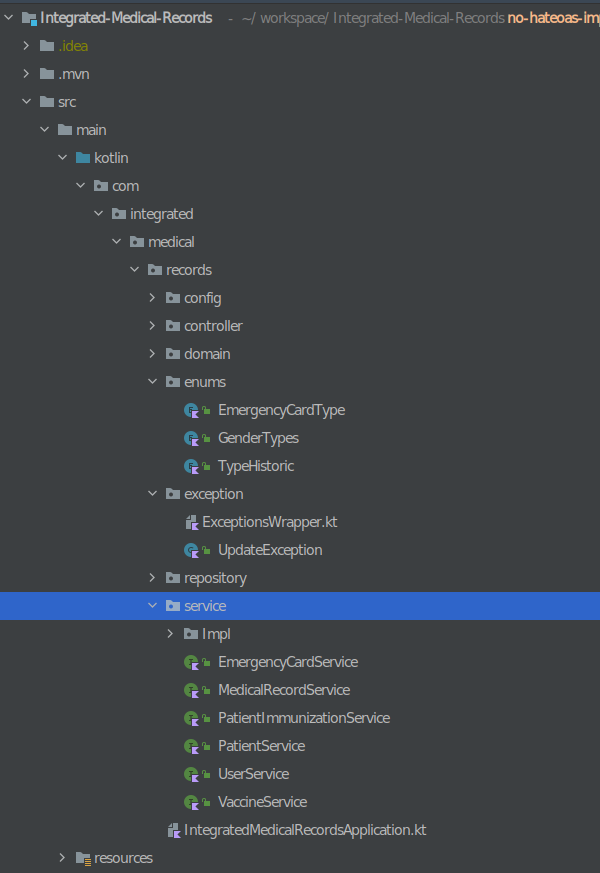 Integrated-Medical-Records - ~/ workspace/ Integrated-Medical-Records no-hateoas-imp
.idea
.mvn
src
main
kotlin
com
integrated
medical
records
config
controller
domain
enums
EmergencyCardType
GenderTypes
TypeHistoric
exception
ExceptionsWrapper.kt
UpdateException
repository
service
Impl
EmergencyCardService
MedicalRecordService
PatientImmunizationService
PatientService
UserService
VaccineService
IntegratedMedicalRecordsApplication.kt
resources